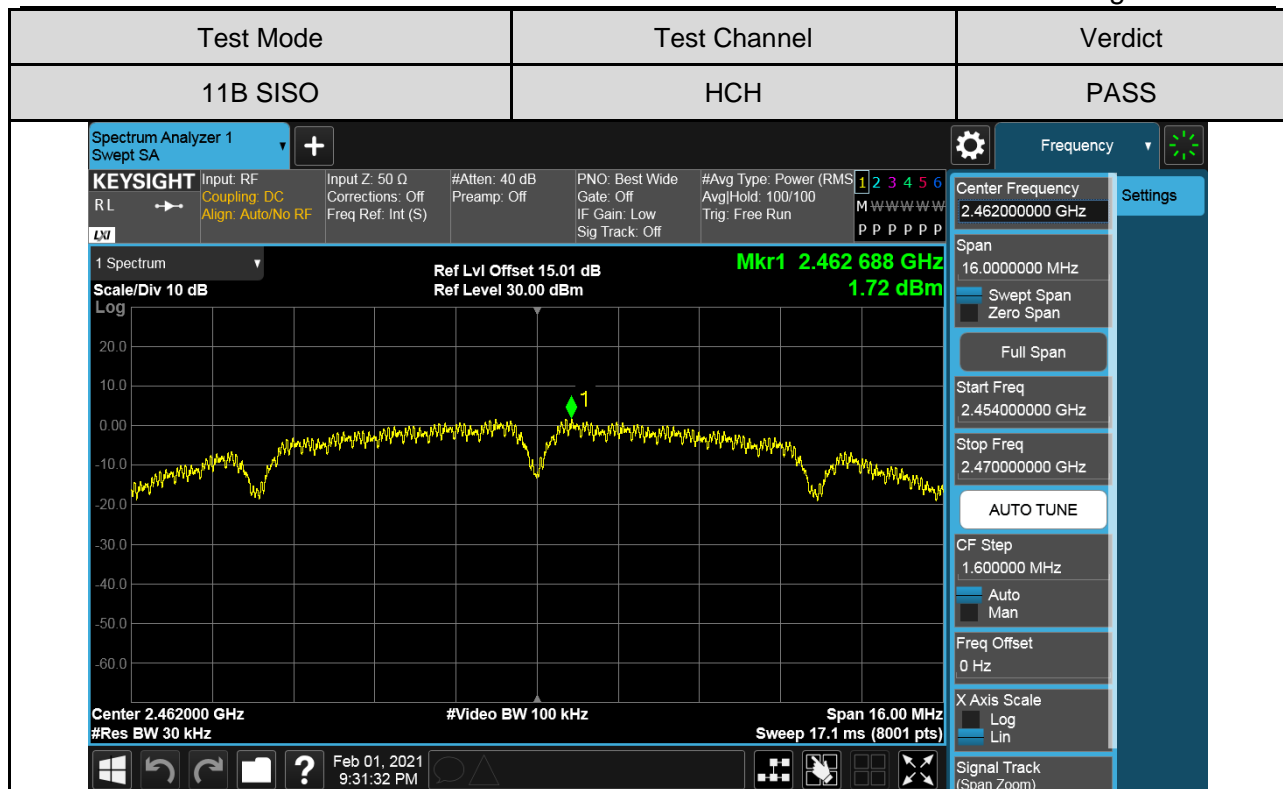 Test Mode
Test Channel
Verdict
11B SISO
HCH
PASS
Spectrum Analyzer 1
Swept SA
Frequency
KEYSIGHT
RL
LXI
Input: RF
Coupling: DC
Align: Auto/No RF
Input Z: 50 Ω
Corrections: Off
Freq Ref: Int (S)
#Atten: 40 dB
Preamp: Off
PNO: Best Wide
Gate: Off
IF Gain: Low
Sig Track: Off
#Avg Type: Power (RMS
Avg|Hold: 100/100
Trig: Free Run
1 2 3 4 5 6
M W W W W W
P P P P P P
1 Spectrum
Scale/Div 10 dB
Log
Ref Lvl Offset 15.01 dB
Ref Level 30.00 dBm
Mkr1 2.462 688 GHz
1.72 dBm
20.0
10.0
0.00
-10.0
-20.0
-30.0
-40.0
-50.0
-60.0
1
Center 2.462000 GHz
#Res BW 30 kHz
#Video BW 100 kHz
Span 16.00 MHz
Sweep 17.1 ms (8001 pts)
Center Frequency
2.462000000 GHz
Settings
Span
16.0000000 MHz
Swept Span
Zero Span
Full Span
Start Freq
2.454000000 GHz
Stop Freq
2.470000000 GHz
AUTO TUNE
CF Step
1.600000 MHz
Auto
Man
Freq Offset
0 Hz
X Axis Scale
Log
Lin
Signal Track
(Span Zoom)
?
Feb 01, 2021
9:31:32 PM